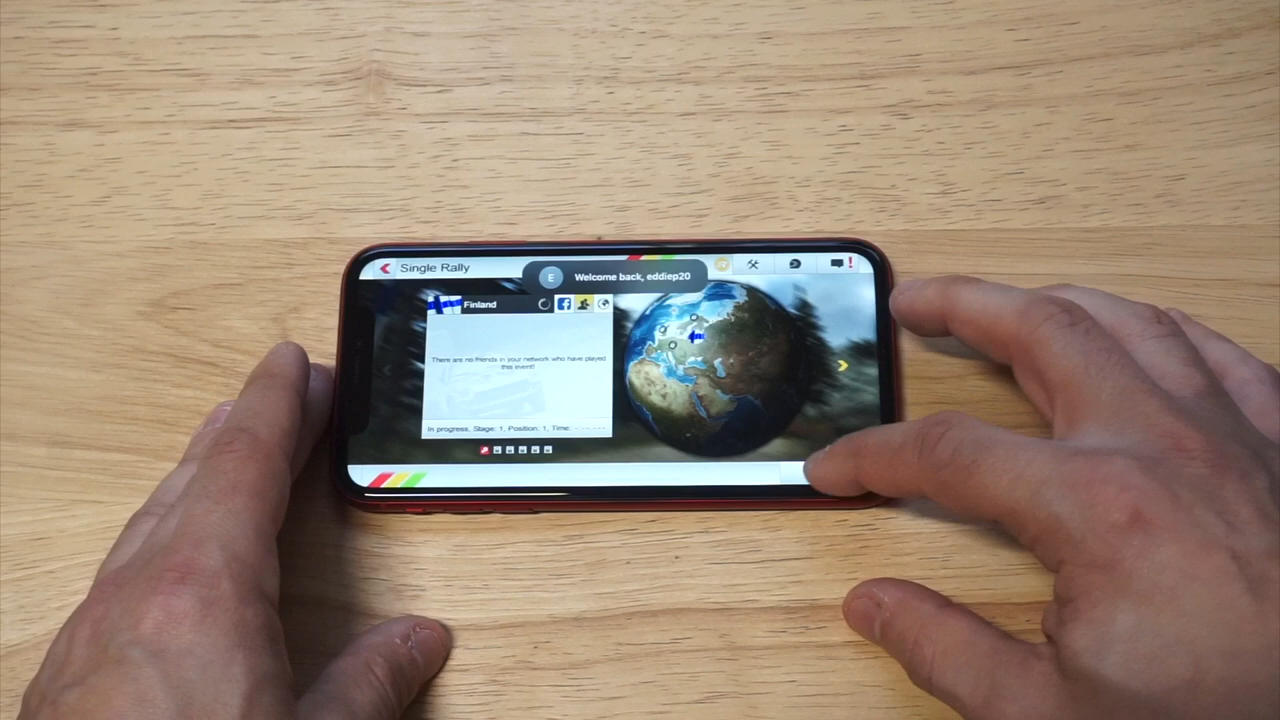 Single Rally
E
Welcome back, eddiep20
Finland
There are no friends in your network who have played
this event!
In progress, Stage: 1, Position: 1, Time: - -- ---